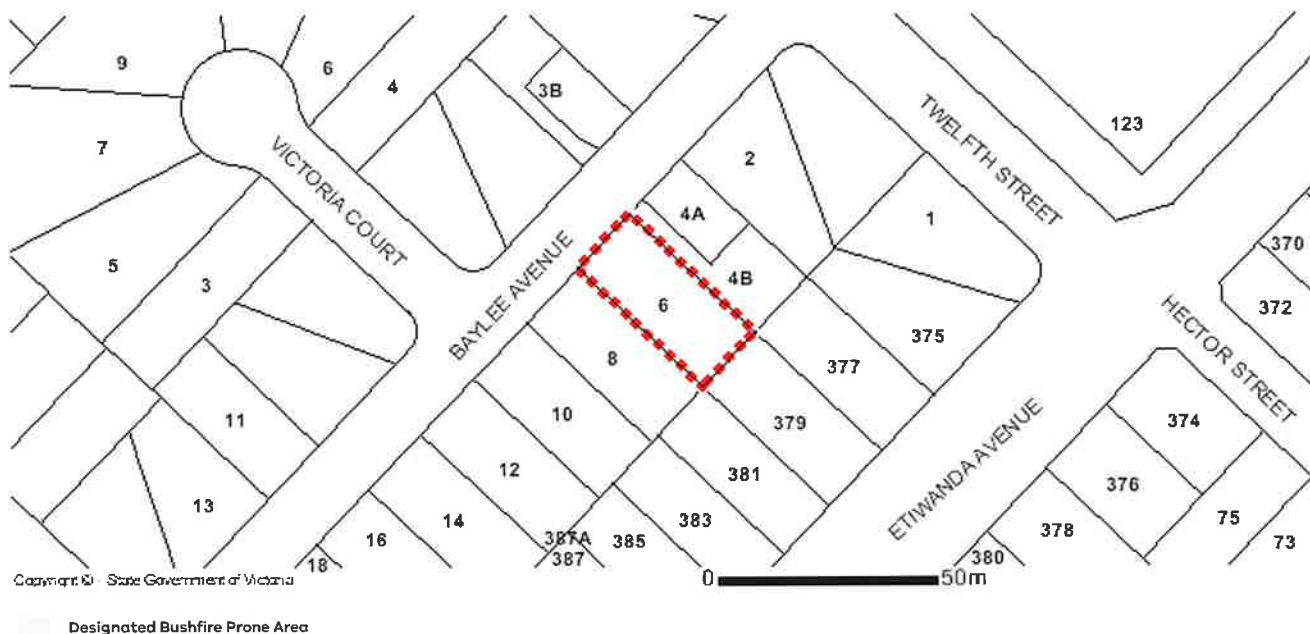 9
6
4
3B
123
7
VICTORIA COURT
2
TWELFTH STREET
4A
1
5
3
BAYLEE AVENUE
6
4B
370
372
8
377
375
HECTOR STREET
11
10
379
ETIWANDA AVENUE
374
13
12
381
376
16
14
383
378
75
18
387A
387
385
380
73
Copyright © - State Government of Victoria
0 50m
Designated Bushfire Prone Area